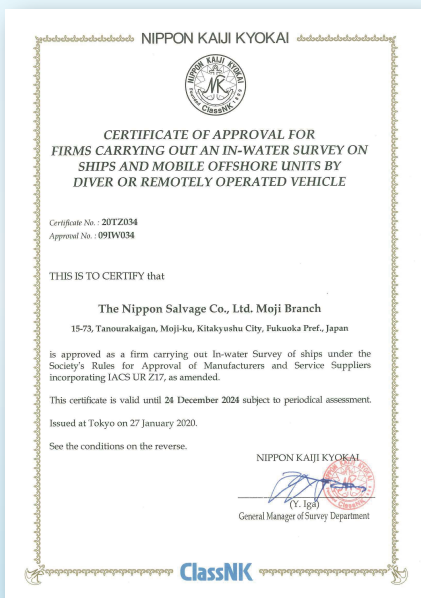 NIPPON KAIJI KYOKAI
NIPPON KAIJI KYOKAI
NK
ClassNK
CERTIFICATE OF APPROVAL FOR
FIRMS CARRYING OUT AN IN-WATER SURVEY ON
SHIPS AND MOBILE OFFSHORE UNITS BY
DIVER OR REMOTELY OPERATED VEHICLE
Certificate No. : 20TZ034
Approval No. : 09IW034
THIS IS TO CERTIFY that
The Nippon Salvage Co., Ltd. Moji Branch
15-73, Tanourakaigan, Moji-ku, Kitakyushu City, Fukuoka Pref., Japan
is approved as a firm carrying out In-water Survey of ships under the
Society's Rules for Approval of Manufacturers and Service Suppliers
incorporating IACS UR Z17, as amended.
This certificate is valid until 24 December 2024 subject to periodical assessment.
Issued at Tokyo on 27 January 2020.
See the conditions on the reverse.
NIPPON KAIJI KYOKAI
(Y. Iga)
General Manager of Survey Department
ClassNK